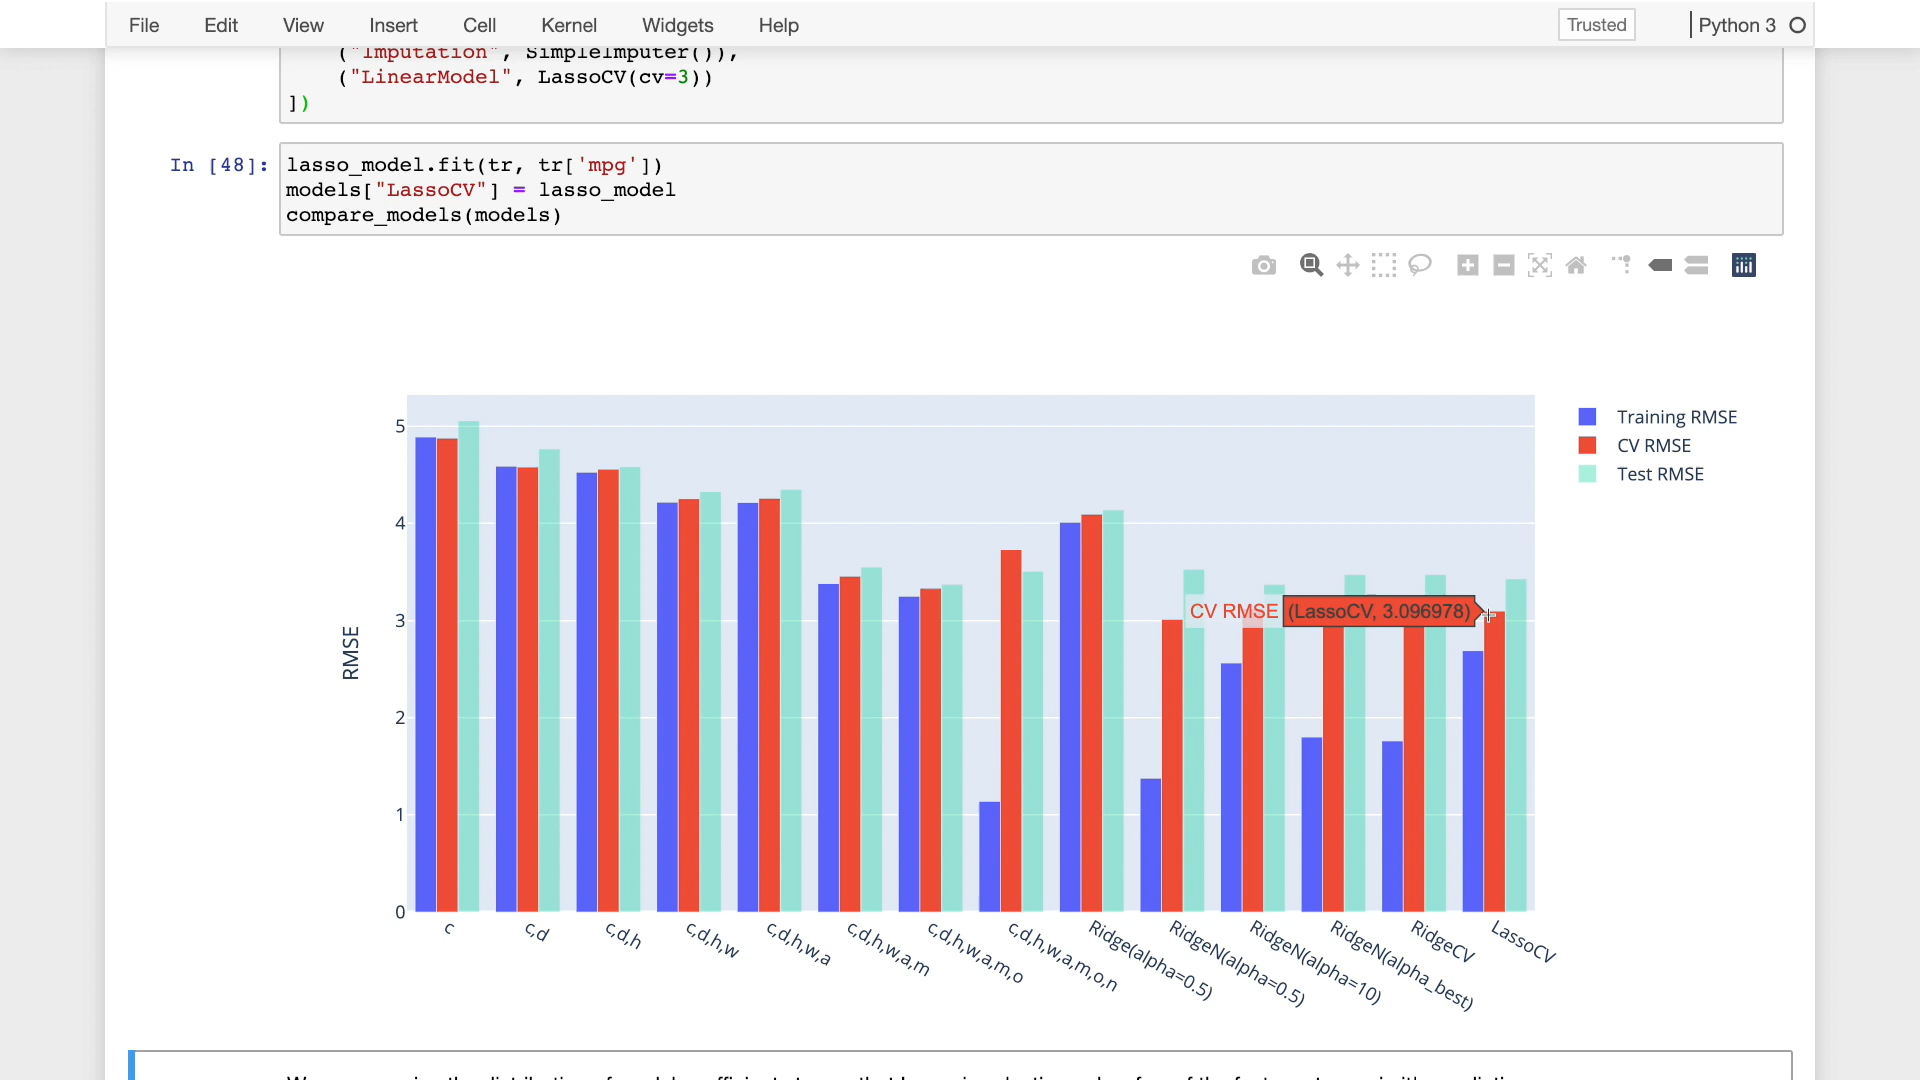 File Edit View Insert Cell Kernel Widgets Help Trusted Python 3
("Imputation", SimpleImputer()),
("LinearModel", LassoCV(cv=3))
])
In [48]: lasso_model.fit(tr, tr['mpg'])
models["LassoCV"] = lasso_model
compare_models(models)
5
4
3
2
1
0
RMSE
Training RMSE
CV RMSE
Test RMSE
CV RMSE (LassoCV, 3.096978)
c
c,d
c,d,h
c,d,h,w
c,d,h,w,a
c,d,h,w,a,m
c,d,h,w,a,m,o
c,d,h,w,a,m,o,n
Ridge(alpha=0.5)
RidgeN(alpha=0.5)
RidgeN(alpha=10)
RidgeN(alpha_best)
RidgeCV
LassoCV